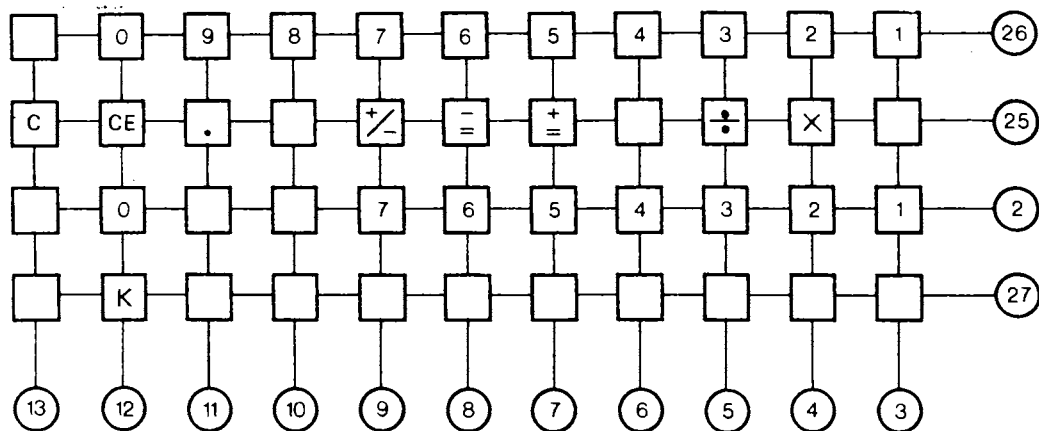 0 9 8 7 6 5 4 3 2 1 26
C CE . +/- - = + = ÷ X 25
0 7 6 5 4 3 2 1 2
K 27
13 12 11 10 9 8 7 6 5 4 3